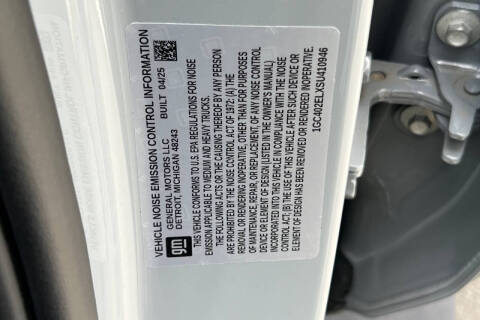 VEHICLE NOISE EMISSION CONTROL INFORMATION
GENERAL MOTORS LLC BUILT 04/25
DETROIT, MICHIGAN 48243
gm
THIS VEHICLE CONFORMS TO U.S. EPA REGULATIONS FOR NOISE
EMISSION APPLICABLE TO MEDIUM AND HEAVY TRUCKS.
THE FOLLOWING ACTS OR THE CAUSING THEREOF BY ANY PERSON
ARE PROHIBITED BY THE NOISE CONTROL ACT OF 1972: (A) THE
REMOVAL OR RENDERING INOPERATIVE, OTHER THAN FOR PURPOSES
OF MAINTENANCE, REPAIR, OR REPLACEMENT, OF ANY NOISE CONTROL
DEVICE OR ELEMENT OF DESIGN (LISTED IN THE OWNER'S MANUAL)
INCORPORATED INTO THIS VEHICLE IN COMPLIANCE WITH THE NOISE
CONTROL ACT; (B) THE USE OF THIS VEHICLE AFTER SUCH DEVICE OR
ELEMENT OF DESIGN HAS BEEN REMOVED OR RENDERED INOPERATIVE.
1GC402ELXSU410946